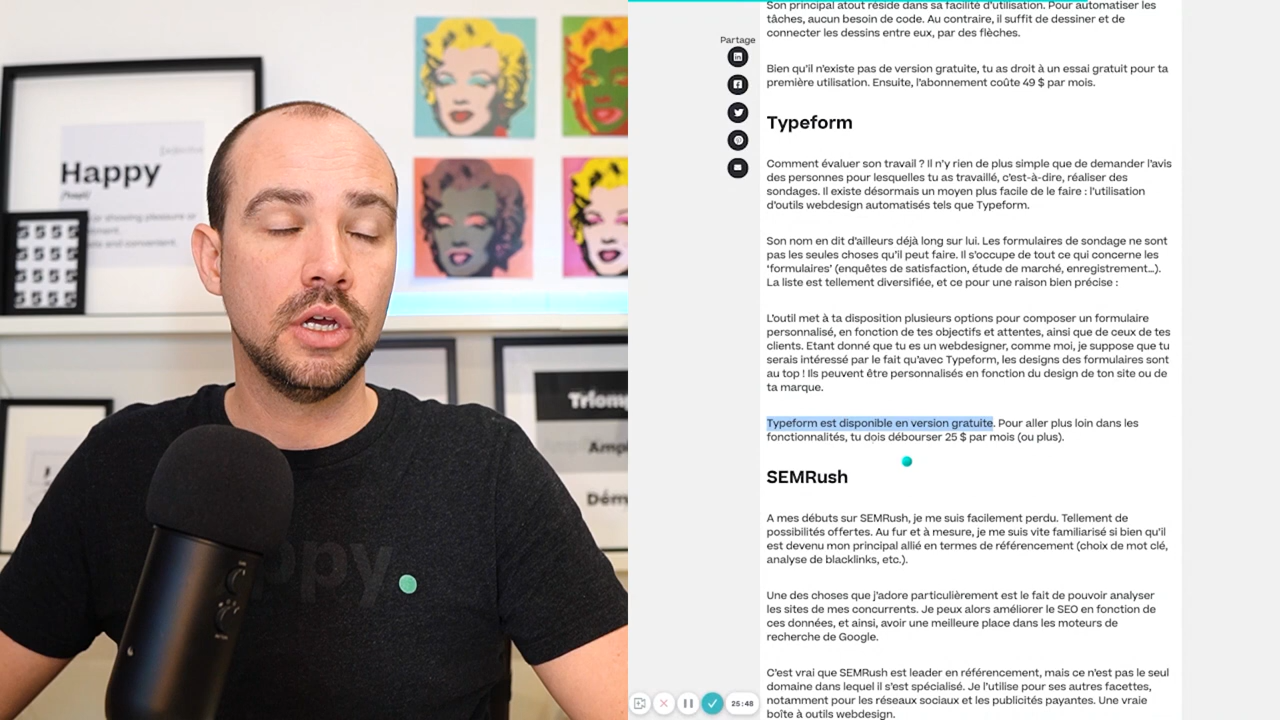 Happy
[noun]
or showing pleasure or
and convenient.
Triom
Ampl
Dém
ppy.
Son principal atout réside dans sa facilité d'utilisation. Pour automatiser les
tâches, aucun besoin de code. Au contraire, il suffit de dessiner et de
connecter les dessins entre eux, par des flèches.
Partage
Bien qu'il n'existe pas de version gratuite, tu as droit à un essai gratuit pour ta
première utilisation. Ensuite, l'abonnement coûte 49 $ par mois.
Typeform
Comment évaluer son travail ? Il n'y rien de plus simple que de demander l'avis
des personnes pour lesquelles tu as travaillé, c'est-à-dire, réaliser des
sondages. Il existe désormais un moyen plus facile de le faire : l'utilisation
d'outils webdesign automatisés tels que Typeform.
Son nom en dit d'ailleurs déjà long sur lui. Les formulaires de sondage ne sont
pas les seules choses qu'il peut faire. Il s'occupe de tout ce qui concerne les
'formulaires' (enquêtes de satisfaction, étude de marché, enregistrement…).
La liste est tellement diversifiée, et ce pour une raison bien précise :
L'outil met à ta disposition plusieurs options pour composer un formulaire
personnalisé, en fonction de tes objectifs et attentes, ainsi que de ceux de tes
clients. Etant donné que tu es un webdesigner, comme moi, je suppose que tu
serais intéressé par le fait qu'avec Typeform, les designs des formulaires sont
au top ! Ils peuvent être personnalisés en fonction du design de ton site ou de
ta marque.
Typeform est disponible en version gratuite. Pour aller plus loin dans les
fonctionnalités, tu dois débourser 25 $ par mois (ou plus).
SEMRush
A mes débuts sur SEMRush, je me suis facilement perdu. Tellement de
possibilités offertes. Au fur et à mesure, je me suis vite familiarisé si bien qu'il
est devenu mon principal allié en termes de référencement (choix de mot clé,
analyse de blacklinks, etc.).
Une des choses que j'adore particulièrement est le fait de pouvoir analyser
les sites de mes concurrents. Je peux alors améliorer le SEO en fonction de
ces données, et ainsi, avoir une meilleure place dans les moteurs de
recherche de Google.
C'est vrai que SEMRush est leader en référencement, mais ce n'est pas le seul
domaine dans lequel il s'est spécialisé. Je l'utilise pour ses autres facettes,
notamment pour les réseaux sociaux et les publicités payantes. Une vraie
boîte à outils webdesign.
25:48